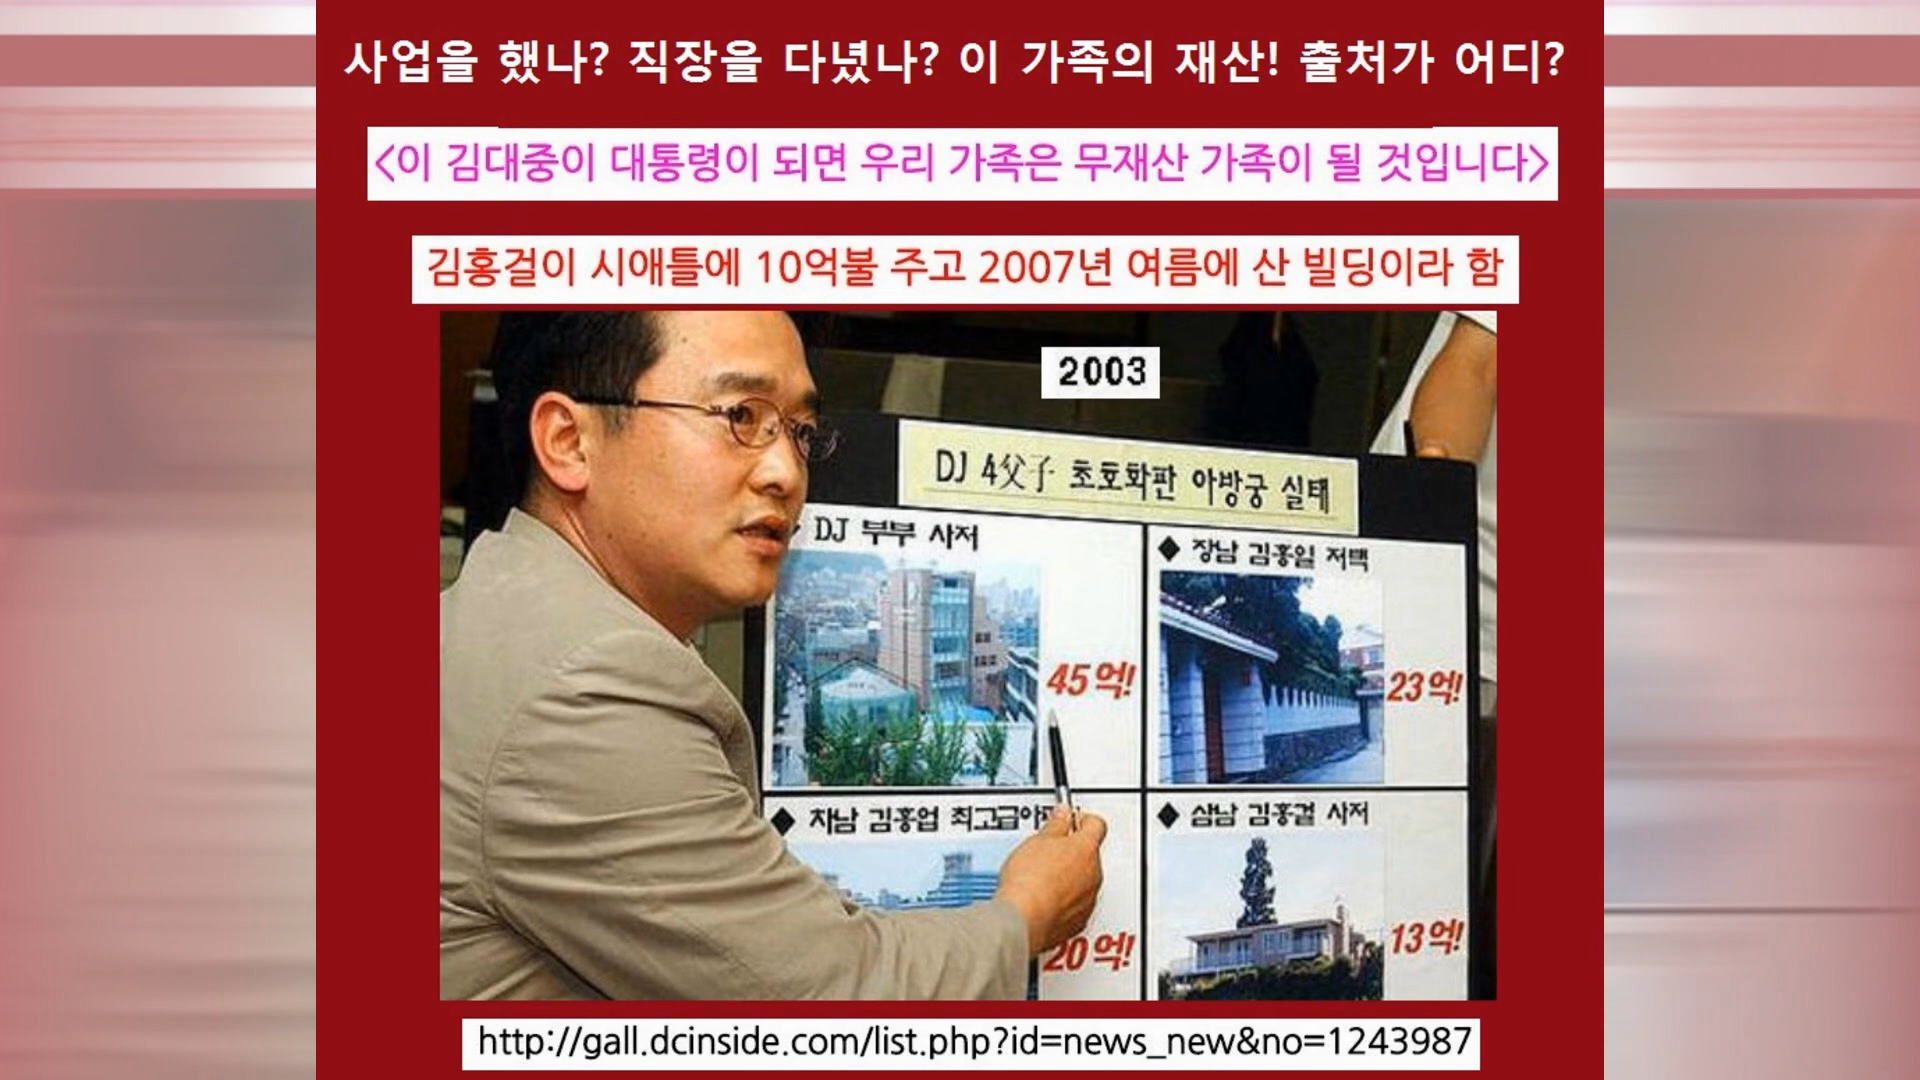 사업을 했나? 직장을 다녔나? 이 가족의 재산! 출처가 어디?
<이 김대중이 대통령이 되면 우리 가족은 무재산 가족이 될 것입니다>
김홍걸이 시애틀에 10억불 주고 2007년 여름에 산 빌딩이라 함
2003
DJ 4父子 초호화판 아방궁 실태
DJ 부부 사저
45억!
◆ 장남 김홍일 저택
23억!
◆ 차남 김홍업
20억!
◆ 삼남 김홍걸 사저
13억!
http://gall.dcinside.com/list.php?id=news_new&no=1243987